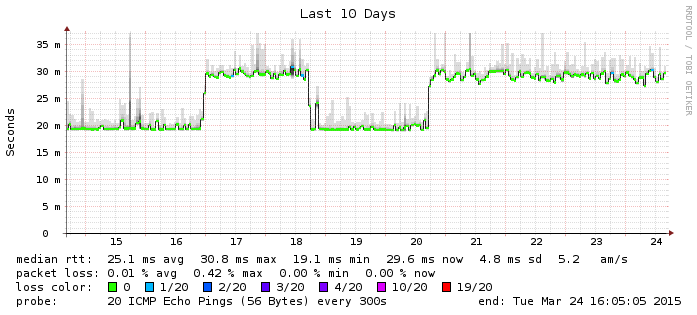 Last 10 Days
RRDTOOL / TOBI OETIKER
Seconds
35 m
30 m
25 m
20 m
15 m
10 m
5 m
0
15 16 17 18 19 20 21 22 23 24
median rtt: 25.1 ms avg 30.8 ms max 19.1 ms min 29.6 ms now 4.8 ms sd 5.2 am/s
packet loss: 0.01 % avg 0.42 % max 0.00 % min 0.00 % now
loss color: 0 1/20 2/20 3/20 4/20 10/20 19/20
probe: 20 ICMP Echo Pings (56 Bytes) every 300s end: Tue Mar 24 16:05:05 2015